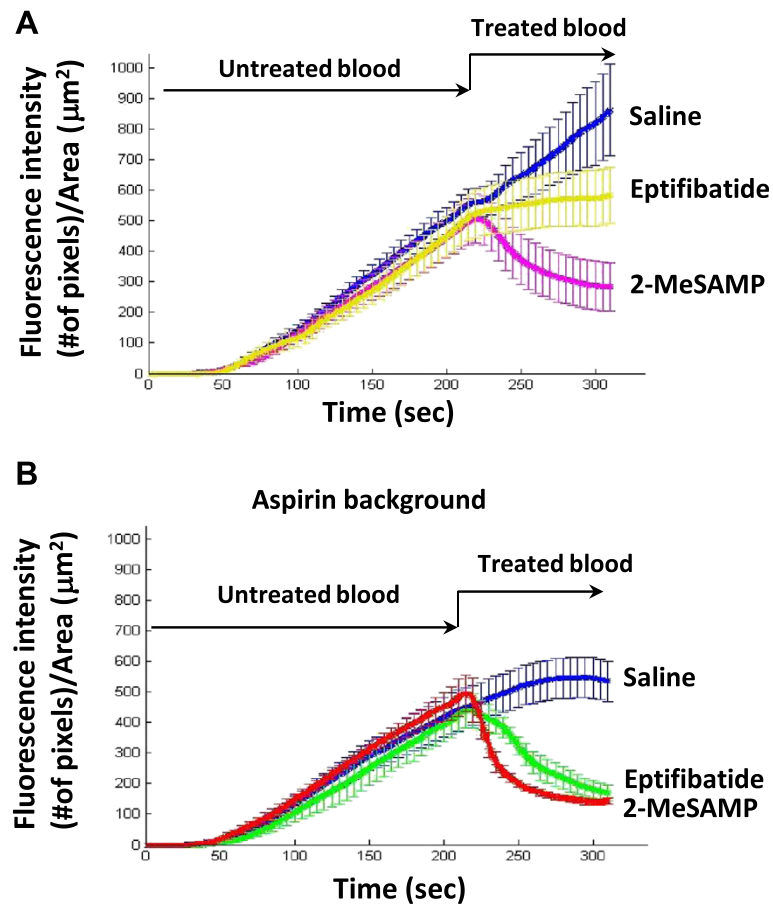 A
Treated blood
Untreated blood
Fluorescence intensity
(#of pixels)/Area (μm²)
1000
900
800
700
600
500
400
300
200
100
0
Saline
Eptifibatide
2-MeSAMP
0 50 100 150 200 250 300
Time (sec)
B
Aspirin background
Treated blood
Untreated blood
Fluorescence intensity
(#of pixels)/Area (μm²)
1000
900
800
700
600
500
400
300
200
100
0
Saline
Eptifibatide
2-MeSAMP
0 50 100 150 200 250 300
Time (sec)